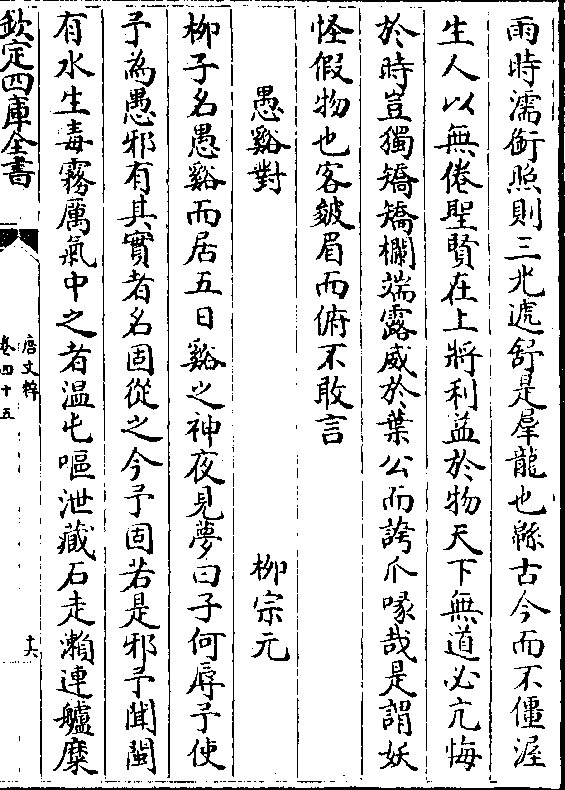 雨時濡銜照則三光遞舒是犀龍也緜古今而不僵渥
生人以無倦聖賢在上將利益於物天下無道必亢悔
於時豈獨矯矯欄端露威於葉公而誇爪喙哉是謂妖
怪假物也客皺眉而俯不敢言
愚谿對 柳宗元
柳子名愚谿而居五日谿之神夜見夢曰子何辱予使
予為愚邪有其實者名固從之今予固若是邪予聞閩
有水生毒霧厲氣中之者溫屯嘔泄藏石走瀨連艫糜
欽定四庫全書
唐文粹
卷四十五
十六